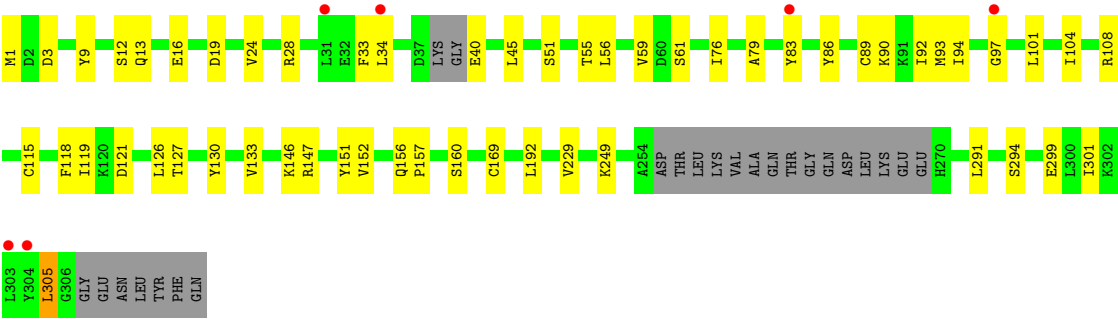 M1 D2 D3 Y9 S12 Q13 E16 D19 V24 R28 L31 E32 F33 L34 D37 LYS GLY E40 L45 S51 T55 L56 V59 D60 S61 I76 A79 Y83 Y86 C89 K90 K91 I92 M93 I94 G97 L101 I104 R108
C115 F118 I119 K120 D121 L126 T127 Y130 V133 K146 R147 Y151 V152 Q156 P157 S160 C169 L192 V229 K249 A254 ASP THR LEU LYS VAL ALA GLN THR GLY GLN ASP LEU LYS GLU GLU H270 L291 S294 E299 L300 I301 K302
L303 Y304 L305 G306 GLY GLU ASN LEU TYR PHE GLN